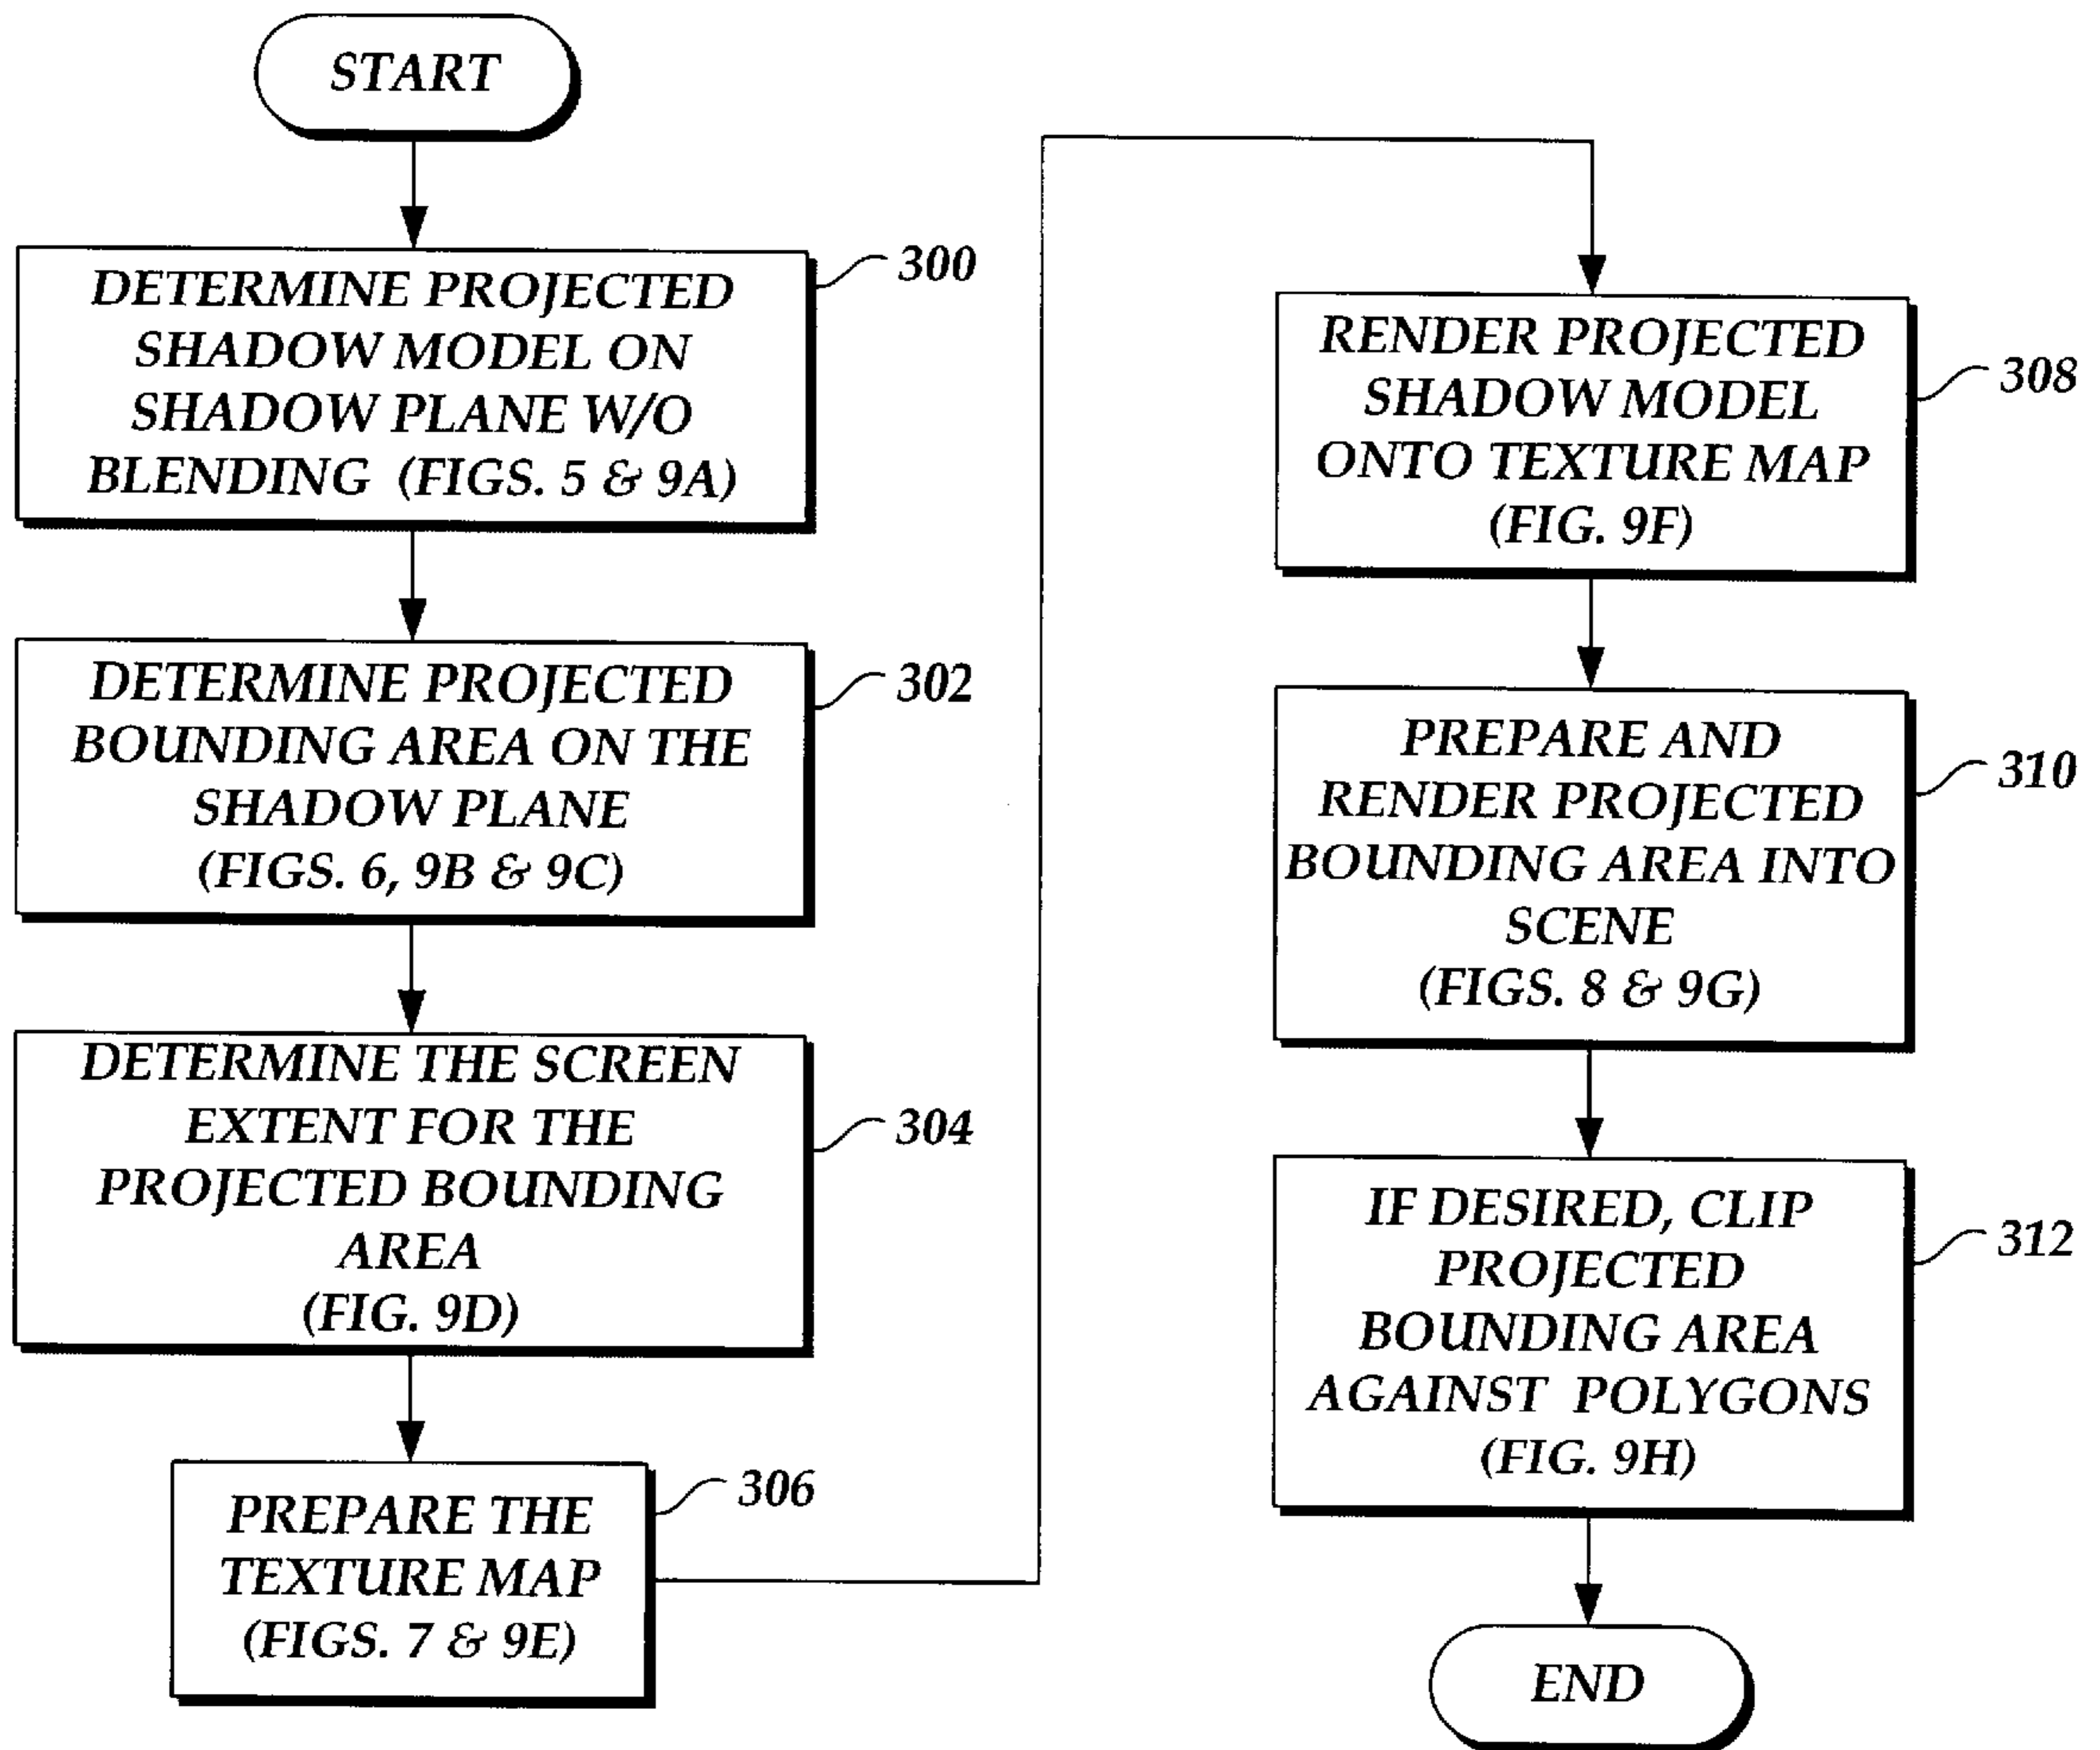 START
DETERMINE PROJECTED
SHADOW MODEL ON
SHADOW PLANE W/O
BLENDING (FIGS. 5 & 9A)
300
DETERMINE PROJECTED
BOUNDING AREA ON THE
SHADOW PLANE
(FIGS. 6, 9B & 9C)
302
DETERMINE THE SCREEN
EXTENT FOR THE
PROJECTED BOUNDING
AREA
(FIG. 9D)
304
PREPARE THE
TEXTURE MAP
(FIGS. 7 & 9E)
306
RENDER PROJECTED
SHADOW MODEL
ONTO TEXTURE MAP
(FIG. 9F)
308
PREPARE AND
RENDER PROJECTED
BOUNDING AREA INTO
SCENE
(FIGS. 8 & 9G)
310
IF DESIRED, CLIP
PROJECTED
BOUNDING AREA
AGAINST POLYGONS
(FIG. 9H)
312
END